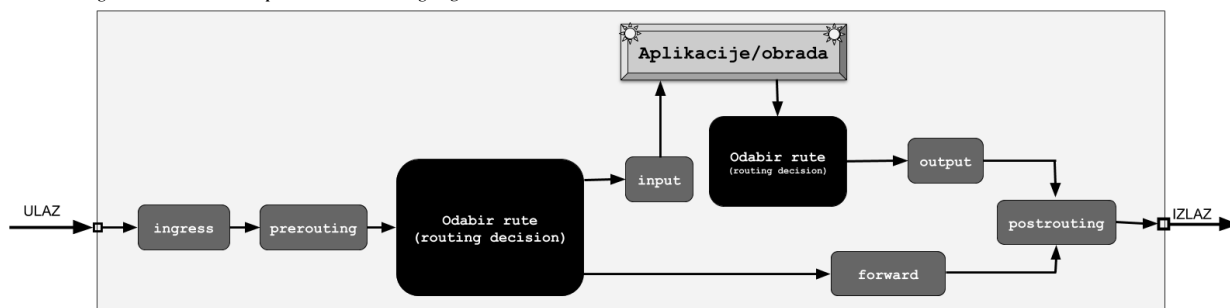 Aplikacije/obrada
Odabir rute
(routing decision)
output
input
ULAZ
ingress
prerouting
Odabir rute
(routing decision)
postrouting
IZLAZ
forward